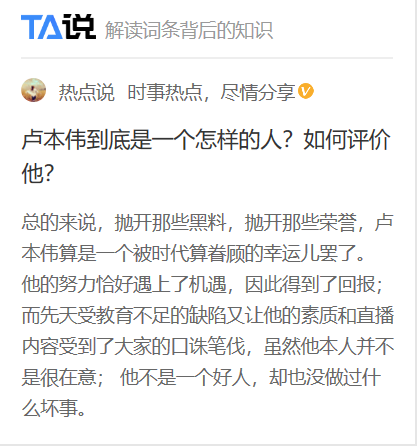 TA说 解读词条背后的知识
热点说 时事热点，尽情分享
卢本伟到底是一个怎样的人？如何评价
他？
总的来说，抛开那些黑料，抛开那些荣誉，卢
本伟算是一个被时代算眷顾的幸运儿罢了。
他的努力恰好遇上了机遇，因此得到了回报；
而先天受教育不足的缺陷又让他的素质和直播
内容受到了大家的口诛笔伐，虽然他本人并不
是很在意； 他不是一个好人，却也没做过什
么坏事。